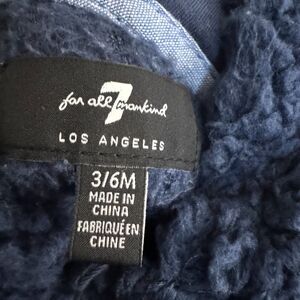 for all 7 mankind
LOS ANGELES
3/6M
MADE IN
CHINA
FABRIQUÉ EN
CHINE